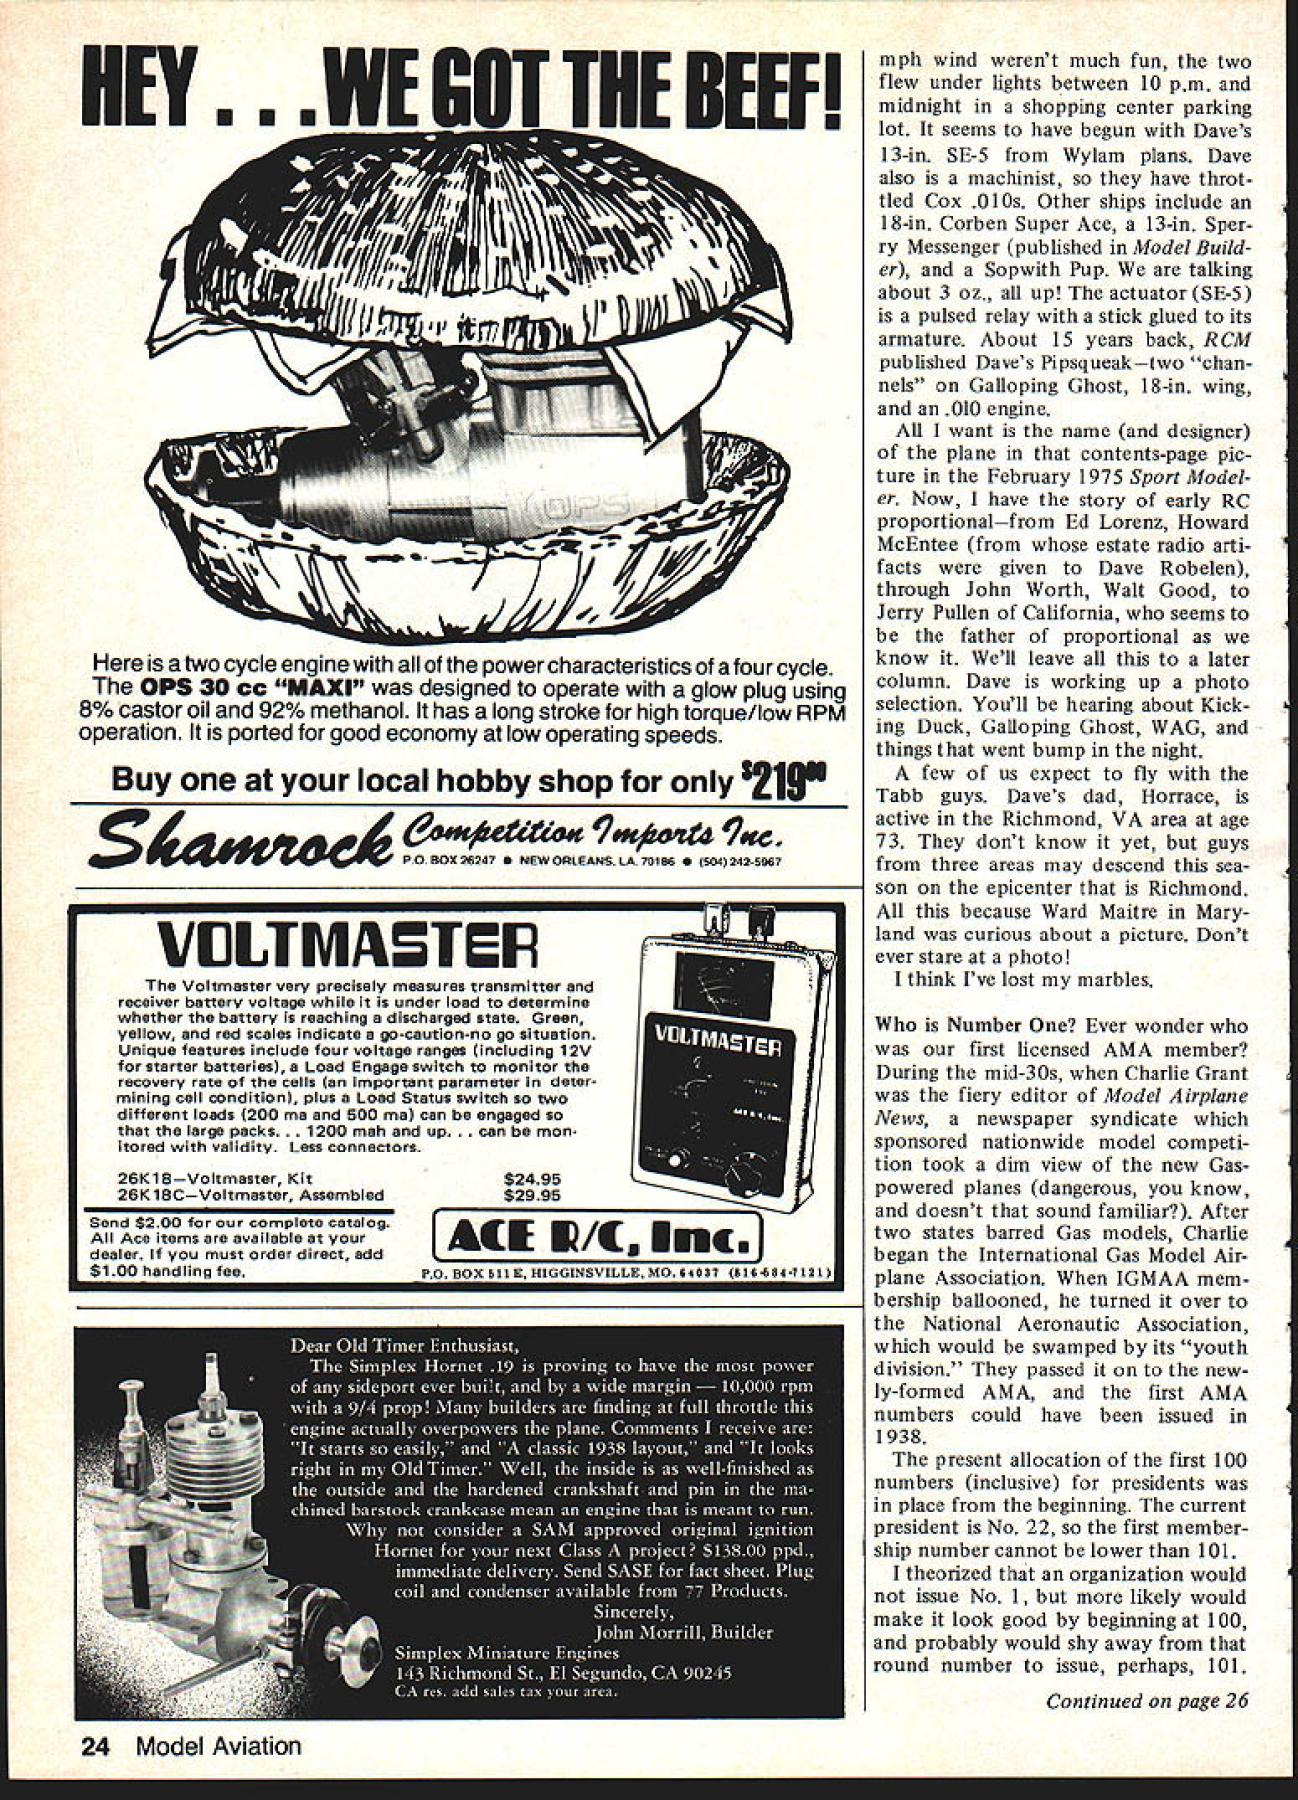 HEY . . .WE GOT THE BEEF!
OPS
Here is a two cycle engine with all of the power characteristics of a four cycle.
The OPS 30 cc “MAXI” was designed to operate with a glow plug using
8% castor oil and 92% methanol. It has a long stroke for high torque/low RPM
operation. It is ported for good economy at low operating speeds.
Buy one at your local hobby shop for only $219⁰⁰
Shamrock Competition Imports Inc.
P.O. BOX 26247 ● NEW ORLEANS, LA. 70186 ● (504) 242-5967
VOLTMASTER
The Voltmaster very precisely measures transmitter and
receiver battery voltage while it is under load to determine
whether the battery is reaching a discharged state. Green,
yellow, and red scales indicate a go-caution-no go situation.
Unique features include four voltage ranges (including 12V
for starter batteries), a Load Engage switch to monitor the
recovery rate of the cells (an important parameter in deter-
mining cell condition), plus a Load Status switch so two
different loads (200 ma and 500 ma) can be engaged so
that the large packs. . . 1200 mah and up. . . can be mon-
itored with validity. Less connectors.
26K18—Voltmaster, Kit $24.95
26K18C—Voltmaster, Assembled $29.95
VOLTMASTER
Send $2.00 for our complete catalog.
All Ace items are available at your
dealer. If you must order direct, add
$1.00 handling fee.
ACE R/C, Inc.
P.O. BOX 511 E, HIGGINSVILLE, MO. 64037 (816-584-7121)
Dear Old Timer Enthusiast,
The Simplex Hornet .19 is proving to have the most power
of any sideport ever built, and by a wide margin — 10,000 rpm
with a 9/4 prop! Many builders are finding at full throttle this
engine actually overpowers the plane. Comments I receive are:
"It starts so easily," and "A classic 1938 layout," and "It looks
right in my Old Timer." Well, the inside is as well-finished as
the outside and the hardened crankshaft and pin in the ma-
chined barstock crankcase mean an engine that is meant to run.
Why not consider a SAM approved original ignition
Hornet for your next Class A project? $138.00 ppd.,
immediate delivery. Send SASE for fact sheet. Plug
coil and condenser available from 77 Products.
Sincerely,
John Morrill, Builder
Simplex Miniature Engines
143 Richmond St., El Segundo, CA 90245
CA res. add sales tax your area.
mph wind weren't much fun, the two
flew under lights between 10 p.m. and
midnight in a shopping center parking
lot. It seems to have begun with Dave's
13-in. SE-5 from Wylam plans. Dave
also is a machinist, so they have throt-
tled Cox .010s. Other ships include an
18-in. Corben Super Ace, a 13-in. Sper-
ry Messenger (published in Model Build-
er), and a Sopwith Pup. We are talking
about 3 oz., all up! The actuator (SE-5)
is a pulsed relay with a stick glued to its
armature. About 15 years back, RCM
published Dave's Pipsqueak—two “chan-
nels” on Galloping Ghost, 18-in. wing,
and an .010 engine.
All I want is the name (and designer)
of the plane in that contents-page pic-
ture in the February 1975 Sport Model-
er. Now, I have the story of early RC
proportional—from Ed Lorenz, Howard
McEntee (from whose estate radio arti-
facts were given to Dave Robelen),
through John Worth, Walt Good, to
Jerry Pullen of California, who seems to
be the father of proportional as we
know it. We'll leave all this to a later
column. Dave is working up a photo
selection. You'll be hearing about Kick-
ing Duck, Galloping Ghost, WAG, and
things that went bump in the night.
A few of us expect to fly with the
Tabb guys. Dave's dad, Horrace, is
active in the Richmond, VA area at age
73. They don't know it yet, but guys
from three areas may descend this sea-
son on the epicenter that is Richmond.
All this because Ward Maitre in Mary-
land was curious about a picture. Don't
ever stare at a photo!
I think I've lost my marbles.
Who is Number One? Ever wonder who
was our first licensed AMA member?
During the mid-30s, when Charlie Grant
was the fiery editor of Model Airplane
News, a newspaper syndicate which
sponsored nationwide model competi-
tion took a dim view of the new Gas-
powered planes (dangerous, you know,
and doesn't that sound familiar?). After
two states barred Gas models, Charlie
began the International Gas Model Air-
plane Association. When IGMAA mem-
bership ballooned, he turned it over to
the National Aeronautic Association,
which would be swamped by its “youth
division.” They passed it on to the new-
ly-formed AMA, and the first AMA
numbers could have been issued in
1938.
The present allocation of the first 100
numbers (inclusive) for presidents was
in place from the beginning. The current
president is No. 22, so the first member-
ship number cannot be lower than 101.
I theorized that an organization would
not issue No. 1, but more likely would
make it look good by beginning at 100,
and probably would shy away from that
round number to issue, perhaps, 101.
Continued on page 26
24 Model Aviation